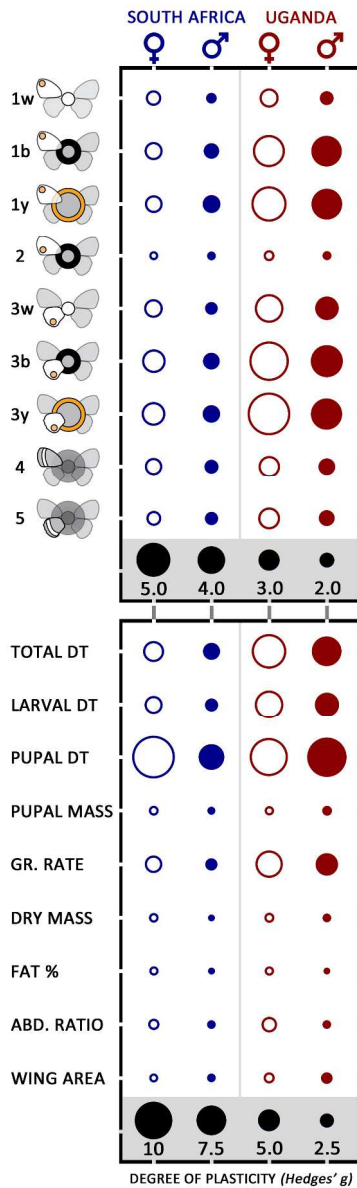 SOUTH AFRICA UGANDA
♀ ♂ ♀ ♂
1w
1b
1y
2
3w
3b
3y
4
5
5.0 4.0 3.0 2.0
TOTAL DT
LARVAL DT
PUPAL DT
PUPAL MASS
GR. RATE
DRY MASS
FAT %
ABD. RATIO
WING AREA
10 7.5 5.0 2.5
DEGREE OF PLASTICITY (Hedges' g)